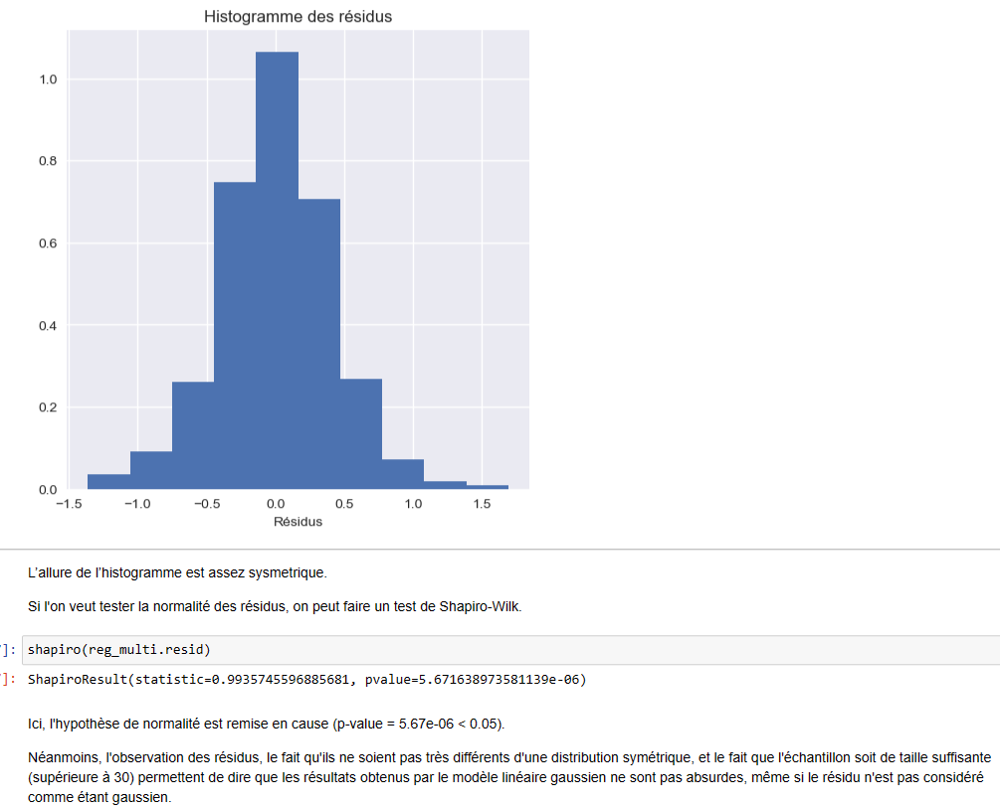 Histogramme des résidus
1.0
0.8
0.6
0.4
0.2
0.0
−1.5 −1.0 −0.5 0.0 0.5 1.0 1.5
Résidus
L'allure de l'histogramme est assez sysmetrique.
Si l'on veut tester la normalité des résidus, on peut faire un test de Shapiro-Wilk.
]: shapiro(reg_multi.resid)
]: ShapiroResult(statistic=0.9935745596885681, pvalue=5.671638973581139e-06)
Ici, l'hypothèse de normalité est remise en cause (p-value = 5.67e-06 < 0.05).
Néanmoins, l'observation des résidus, le fait qu'ils ne soient pas très différents d'une distribution symétrique, et le fait que l'échantillon soit de taille suffisante
(supérieure à 30) permettent de dire que les résultats obtenus par le modèle linéaire gaussien ne sont pas absurdes, même si le résidu n'est pas considéré
comme étant gaussien.